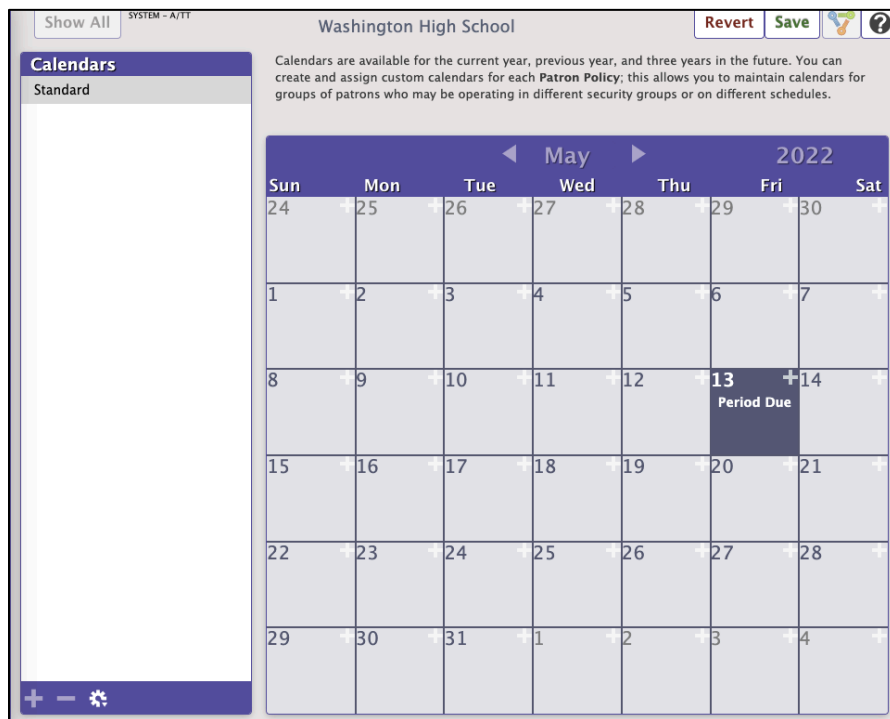 Show All
SYSTEM - A/TT
Washington High School
Revert
Save
?
Calendars
Standard
Calendars are available for the current year, previous year, and three years in the future. You can
create and assign custom calendars for each Patron Policy; this allows you to maintain calendars for
groups of patrons who may be operating in different security groups or on different schedules.
May 2022
Sun Mon Tue Wed Thu Fri Sat
24 25 26 27 28 29 30
1 2 3 4 5 6 7
8 9 10 11 12 13 14
Period Due
15 16 17 18 19 20 21
22 23 24 25 26 27 28
29 30 31 1 2 3 4